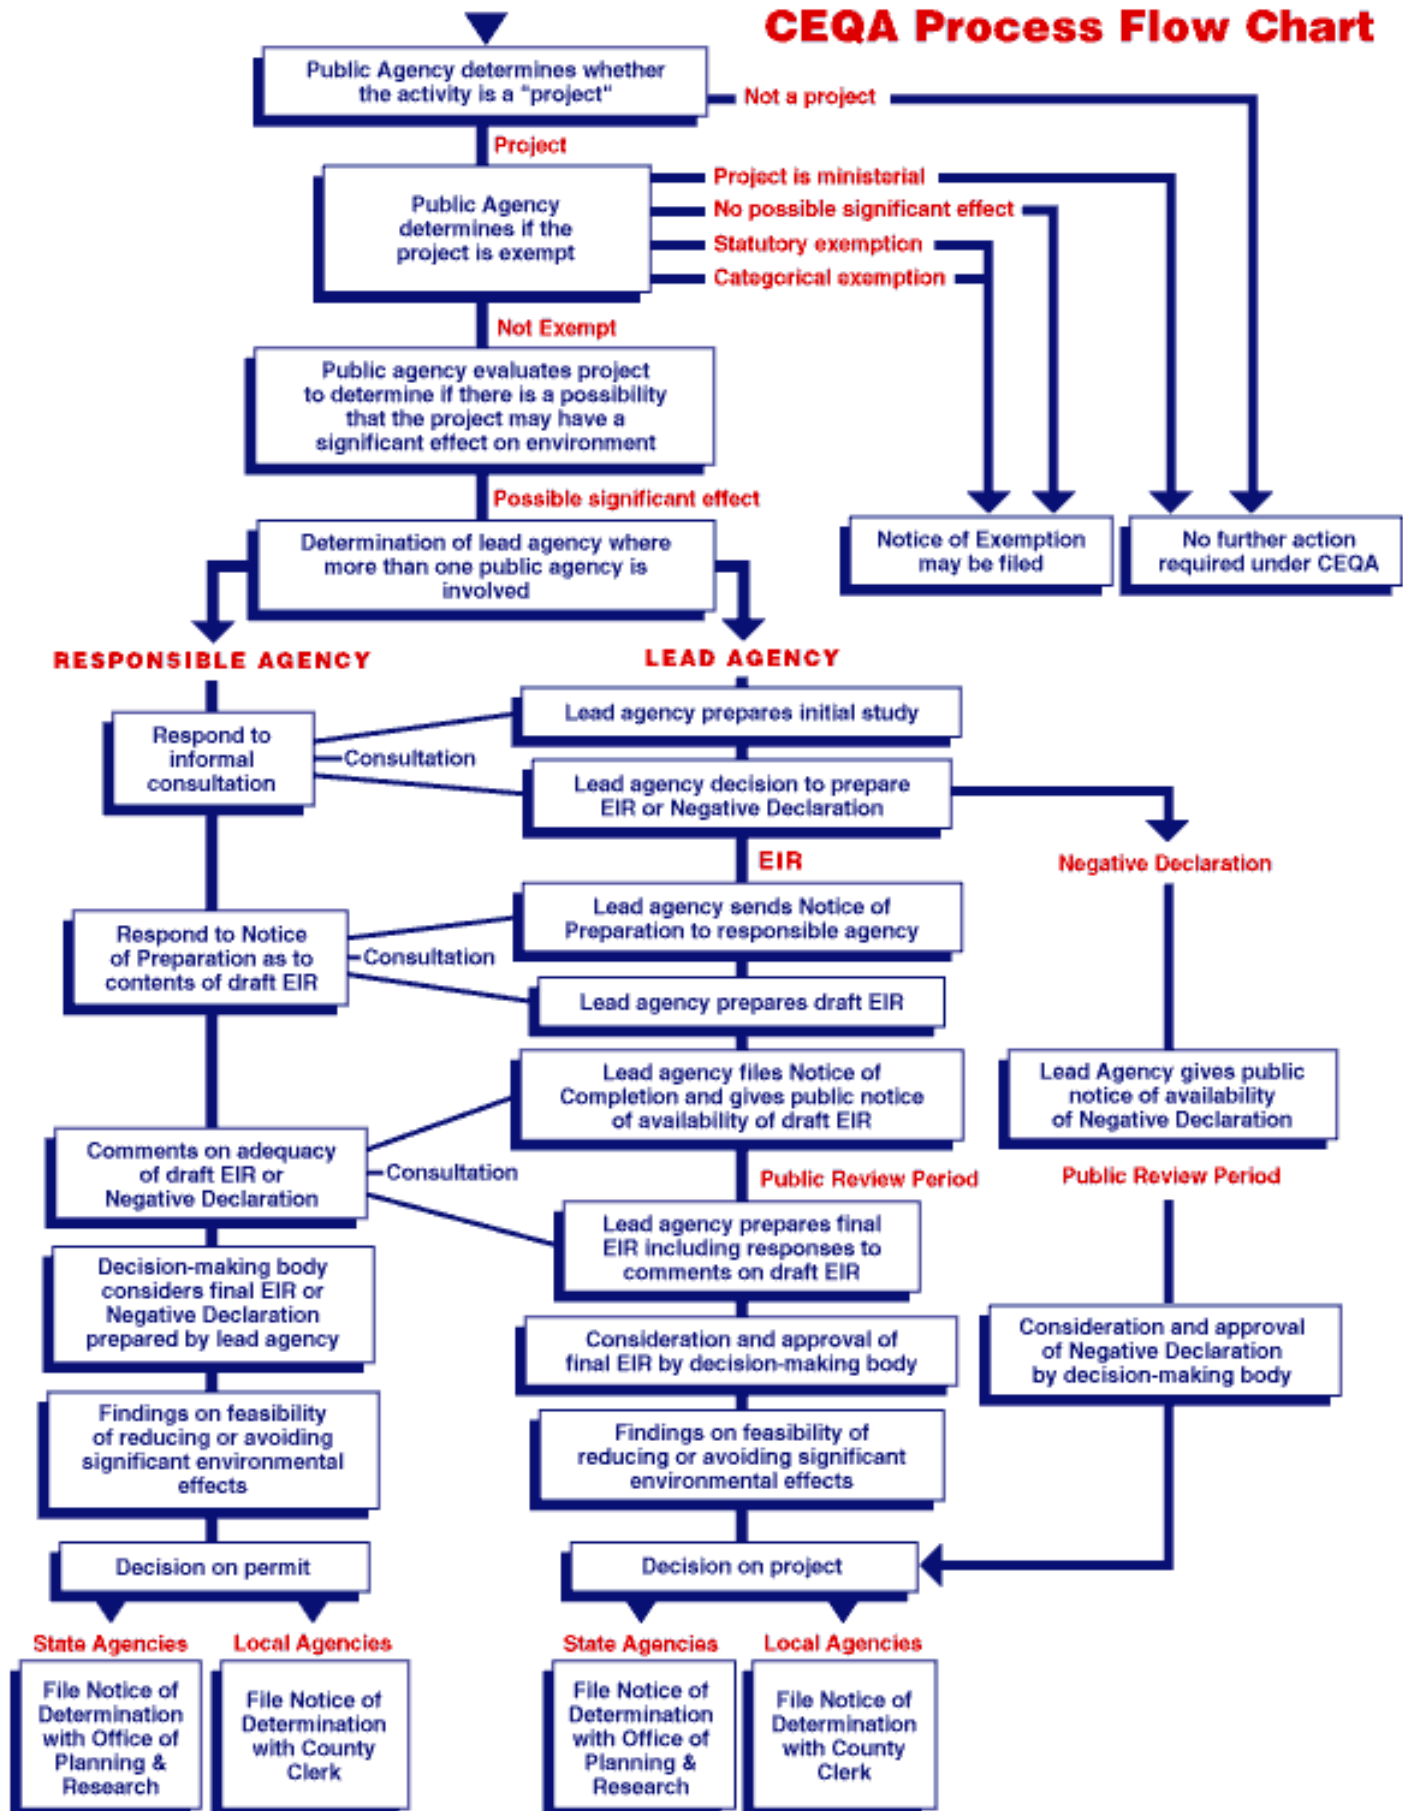 CEQA Process Flow Chart
Public Agency determines whether
the activity is a "project"
Not a project
Project
Public Agency
determines if the
project is exempt
Project is ministerial
No possible significant effect
Statutory exemption
Categorical exemption
Not Exempt
Public agency evaluates project
to determine if there is a possibility
that the project may have a
significant effect on environment
Possible significant effect
Determination of lead agency where
more than one public agency is
involved
Notice of Exemption
may be filed
No further action
required under CEQA
RESPONSIBLE AGENCY
LEAD AGENCY
Respond to
informal
consultation
Consultation
Lead agency prepares initial study
Lead agency decision to prepare
EIR or Negative Declaration
EIR
Negative Declaration
Respond to Notice
of Preparation as to
contents of draft EIR
Consultation
Lead agency sends Notice of
Preparation to responsible agency
Lead agency prepares draft EIR
Lead agency files Notice of
Completion and gives public notice
of availability of draft EIR
Lead Agency gives public
notice of availability
of Negative Declaration
Comments on adequacy
of draft EIR or
Negative Declaration
Consultation
Public Review Period
Public Review Period
Lead agency prepares final
EIR including responses to
comments on draft EIR
Decision-making body
considers final EIR or
Negative Declaration
prepared by lead agency
Consideration and approval of
final EIR by decision-making body
Consideration and approval
of Negative Declaration
by decision-making body
Findings on feasibility
of reducing or avoiding
significant environmental
effects
Findings on feasibility of
reducing or avoiding significant
environmental effects
Decision on permit
Decision on project
State Agencies
Local Agencies
State Agencies
Local Agencies
File Notice of
Determination
with Office of
Planning &
Research
File Notice of
Determination
with County
Clerk
File Notice of
Determination
with Office of
Planning &
Research
File Notice of
Determination
with County
Clerk